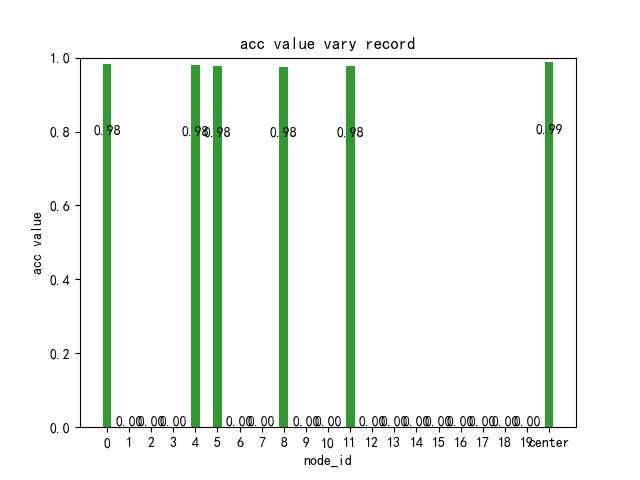 acc value vary record
acc value
1.0
0.8
0.6
0.4
0.2
0.0
0.98 0.00 0.00 0.00 0.98 0.98 0.00 0.00 0.98 0.00 0.00 0.98 0.00 0.00 0.00 0.00 0.00 0.00 0.00 0.00 0.99
0 1 2 3 4 5 6 7 8 9 10 11 12 13 14 15 16 17 18 19 center
node_id